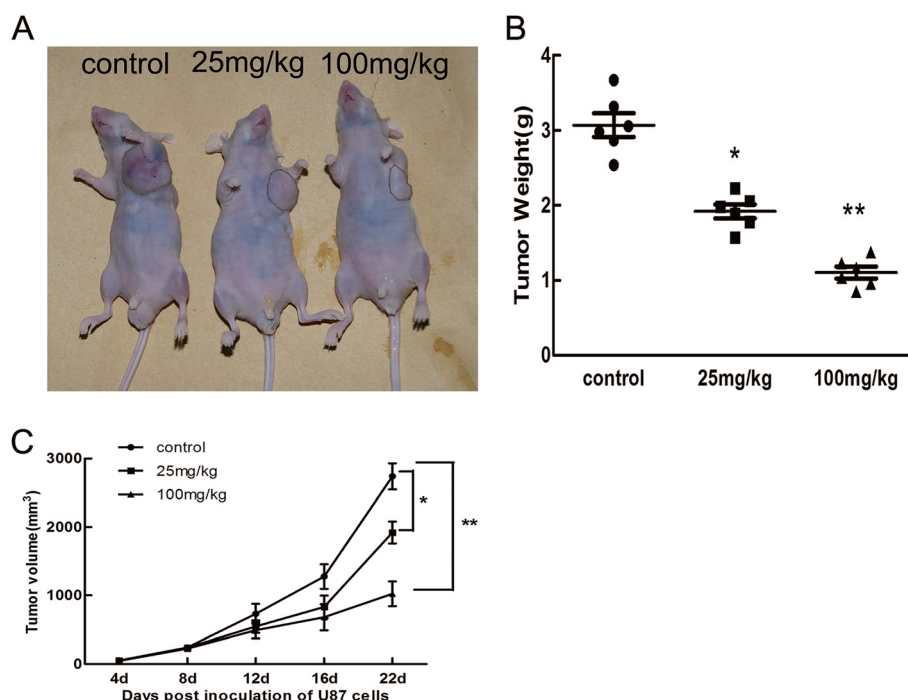 A
control 25mg/kg 100mg/kg
B
Tumor Weight(g)
4
3
2
1
0
*
**
control 25mg/kg 100mg/kg
C
control
25mg/kg
100mg/kg
Tumor volume(mm3)
3000
2000
1000
0
*
**
4d 8d 12d 16d 22d
Days post inoculation of U87 cells